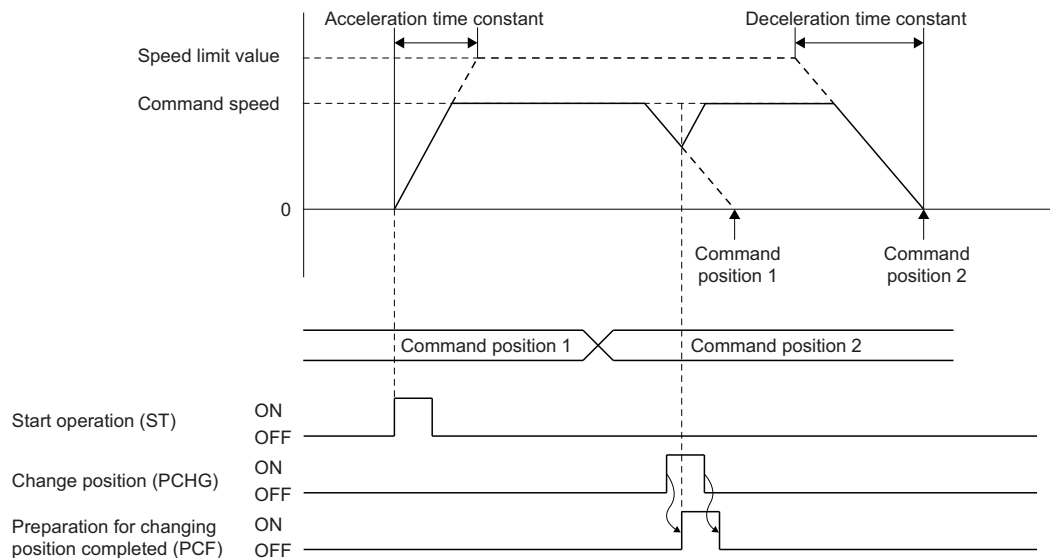 Acceleration time constant
Deceleration time constant
Speed limit value
Command speed
0
Command
position 1
Command
position 2
Command position 1
Command position 2
Start operation (ST)
ON
OFF
Change position (PCHG)
ON
OFF
Preparation for changing
position completed (PCF)
ON
OFF